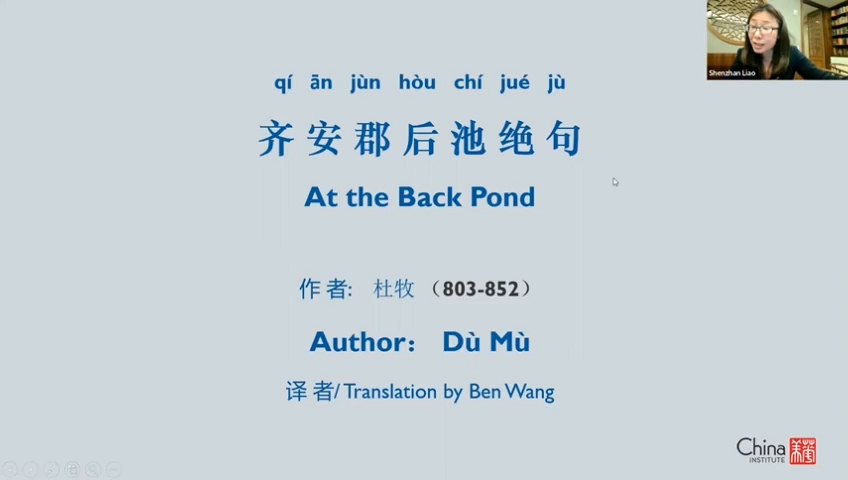 qí ān jùn hòu chí jué jù
齐安郡后池绝句
At the Back Pond
作者: 杜牧 （803-852）
Author： Dù Mù
译者/ Translation by Ben Wang
Shenzhan Liao
China
INSTITUTE